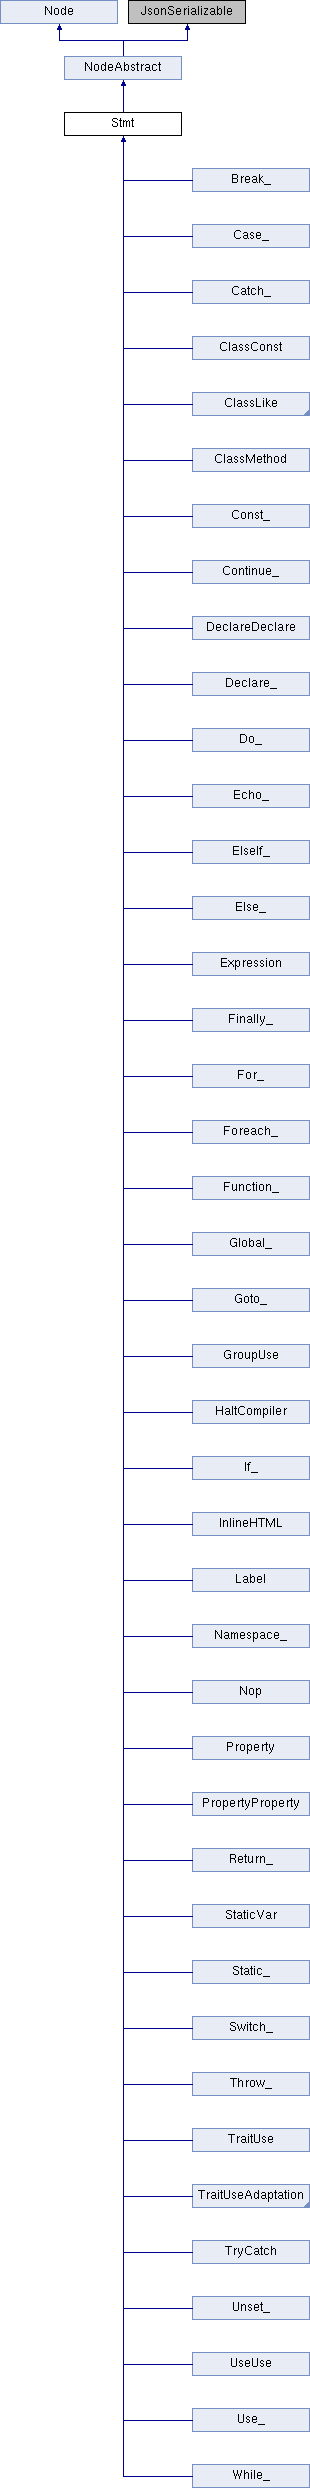 Node
JsonSerializable
NodeAbstract
Stmt
Break_
Case_
Catch_
ClassConst
ClassLike
ClassMethod
Const_
Continue_
DeclareDeclare
Declare_
Do_
Echo_
ElseIf_
Else_
Expression
Finally_
For_
Foreach_
Function_
Global_
Goto_
GroupUse
HaltCompiler
If_
InlineHTML
Label
Namespace_
Nop
Property
PropertyProperty
Return_
StaticVar
Static_
Switch_
Throw_
TraitUse
TraitUseAdaptation
TryCatch
Unset_
UseUse
Use_
While_